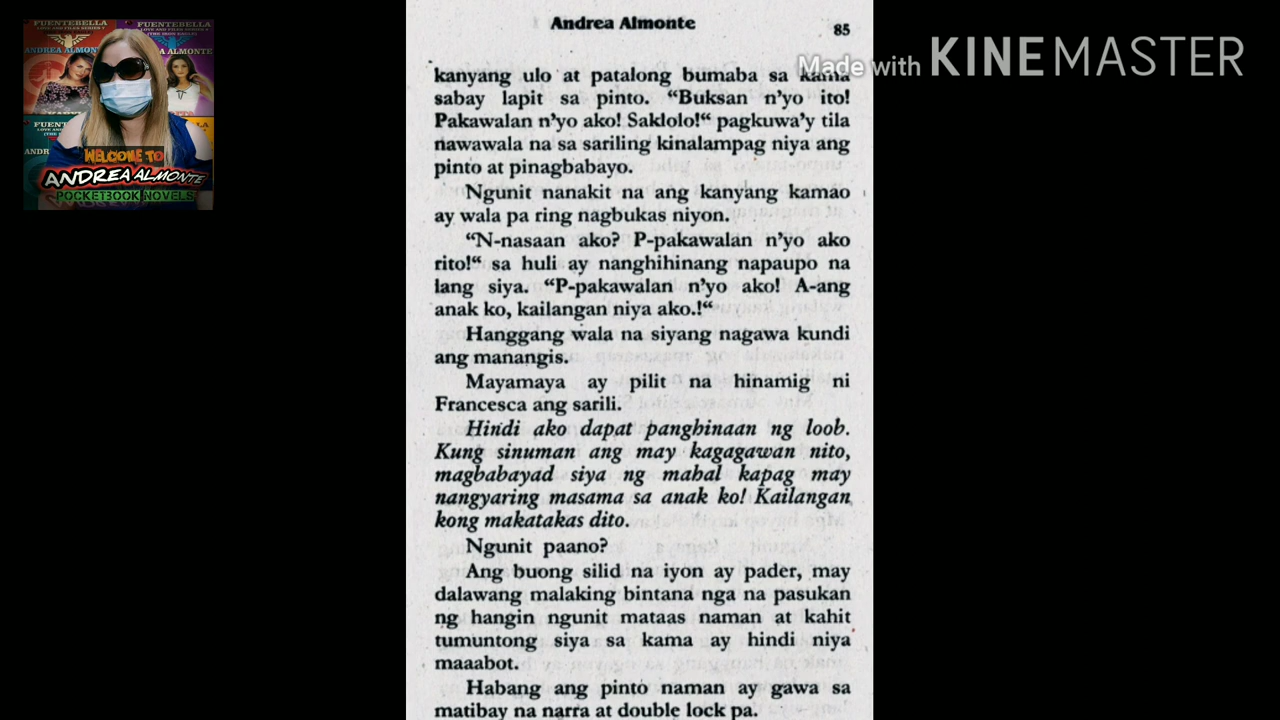 FUENTEBELLA
FUENTEBELLA
ANDREA ALMONTE
ALMONTE
WELCOME TO
ANDREA ALMONTE
POCKETBOOK NOVELS
Made with KINEMASTER
Andrea Almonte
85
kanyang ulo at patalong bumaba sa kama
sabay lapit sa pinto. “Buksan n’yo ito!
Pakawalan n’yo ako! Saklolo!“ pagkuwa’y tila
nawawala na sa sariling kinalampag niya ang
pinto at pinagbabayo.
Ngunit nanakit na ang kanyang kamao
ay wala pa ring nagbukas niyon.
“N-nasaan ako? P-pakawalan n’yo ako
rito!“ sa huli ay nanghihinang napaupo na
lang siya. “P-pakawalan n’yo ako! A-ang
anak ko, kailangan niya ako.!“
Hanggang wala na siyang nagawa kundi
ang manangis.
Mayamaya ay pilit na hinamig ni
Francesca ang sarili.
Hindi ako dapat panghinaan ng loob.
Kung sinuman ang may kagagawan nito,
magbabayad siya ng mahal kapag may
nangyaring masama sa anak ko! Kailangan
kong makatakas dito.
Ngunit paano?
Ang buong silid na iyon ay pader, may
dalawang malaking bintana nga na pasukan
ng hangin ngunit mataas naman at kahit
tumuntong siya sa kama ay hindi niya
maaabot.
Habang ang pinto naman ay gawa sa
matibay na narra at double lock pa.